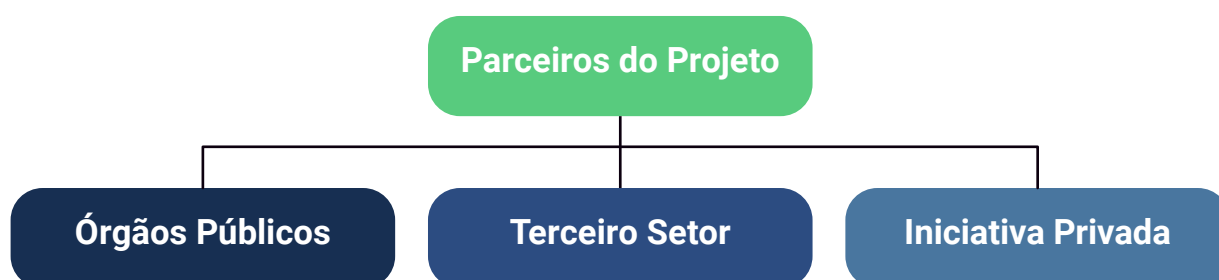 Parceiros do Projeto
Órgãos Públicos
Terceiro Setor
Iniciativa Privada